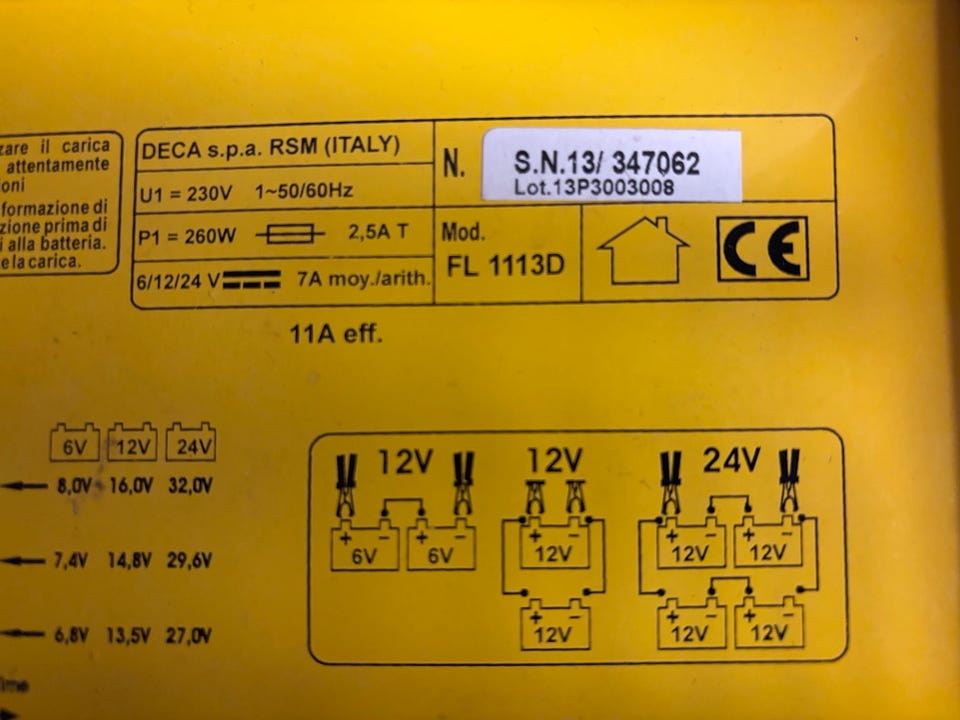 zare il carica
attentamente
ioni
formazione di
zione prima di
i alla batteria.
e la carica.
DECA s.p.a. RSM (ITALY)
U1 = 230V 1~50/60Hz
P1 = 260W 2,5A T
6/12/24 V 7A moy./arith.
N.
S.N.13/ 347062
Lot.13P3003008
Mod.
FL 1113D
CE
11A eff.
6V 12V 24V
8,0V 16,0V 32,0V
7,4V 14,8V 29,6V
6,8V 13,5V 27,0V
ime
12V 12V 24V
+ - + - + - + - + -
6V 6V 12V 12V 12V
+ - + - + -
12V 12V 12V